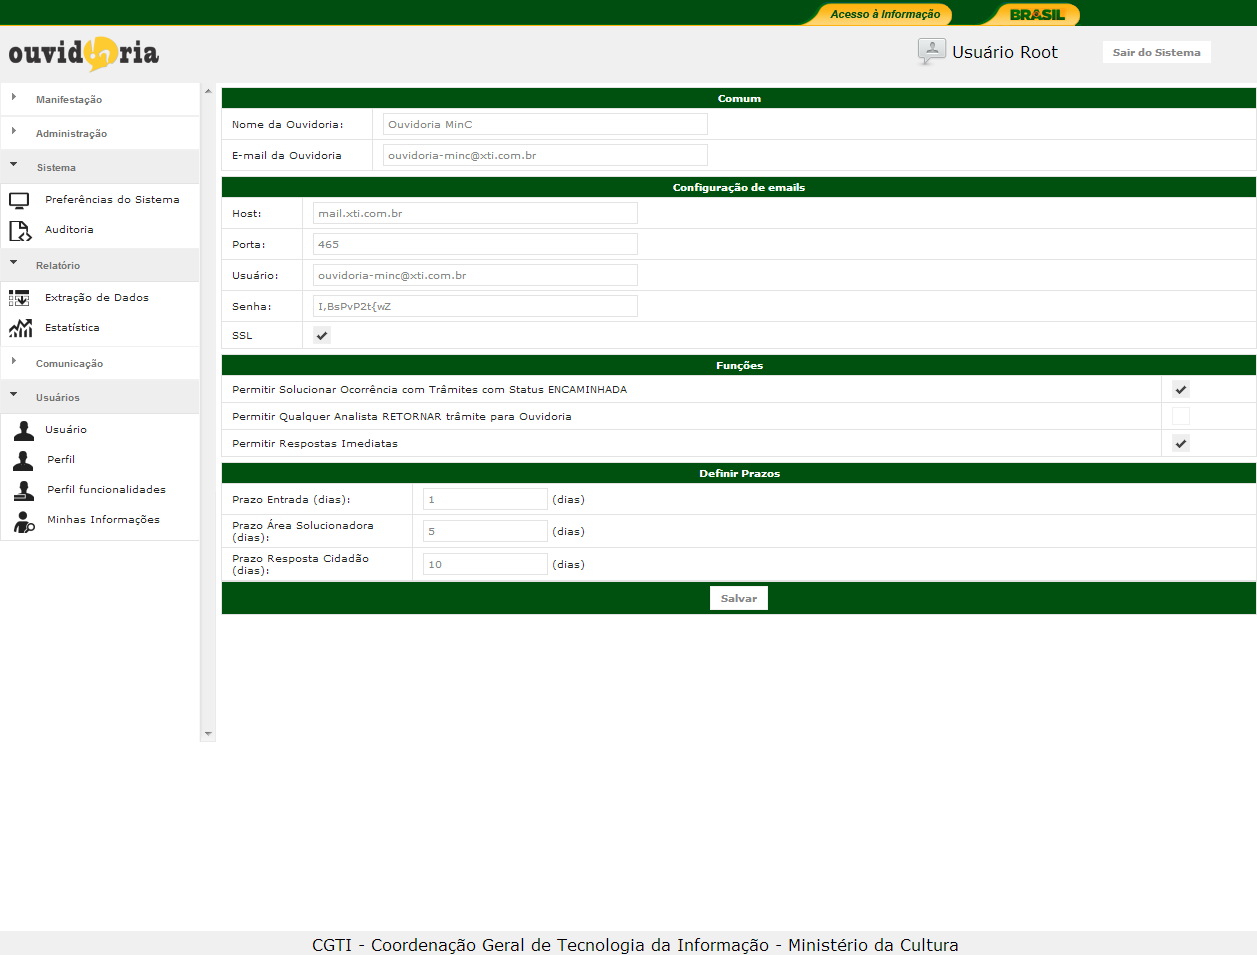 Acesso à Informação
BRASIL
ouvidoria
Usuário Root
Sair do Sistema
Manifestação
Administração
Sistema
Preferências do Sistema
Auditoria
Relatório
Extração de Dados
Estatística
Comunicação
Usuários
Usuário
Perfil
Perfil funcionalidades
Minhas Informações
Comum
Nome da Ouvidoria: Ouvidoria MinC
E-mail da Ouvidoria ouvidoria-minc@xti.com.br
Configuração de emails
Host: mail.xti.com.br
Porta: 465
Usuário: ouvidoria-minc@xti.com.br
Senha: I,BsPvP2t{wZ
SSL
Funções
Permitir Solucionar Ocorrência com Trâmites com Status ENCAMINHADA
Permitir Qualquer Analista RETORNAR trâmite para Ouvidoria
Permitir Respostas Imediatas
Definir Prazos
Prazo Entrada (dias): 1 (dias)
Prazo Área Solucionadora
(dias): 5 (dias)
Prazo Resposta Cidadão
(dias): 10 (dias)
Salvar
CGTI - Coordenação Geral de Tecnologia da Informação - Ministério da Cultura